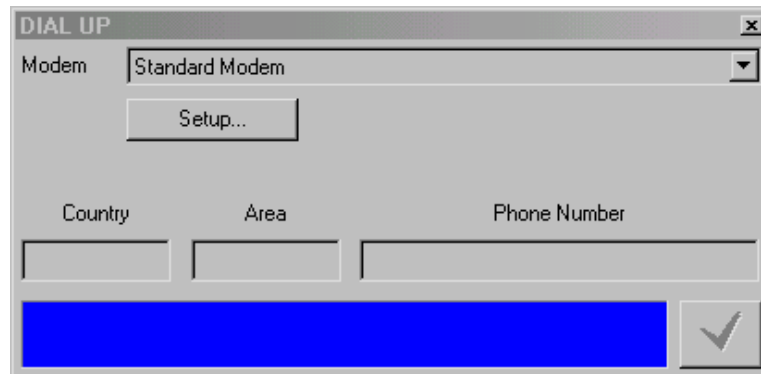 DIAL UP
Modem Standard Modem
Setup...
Country Area Phone Number